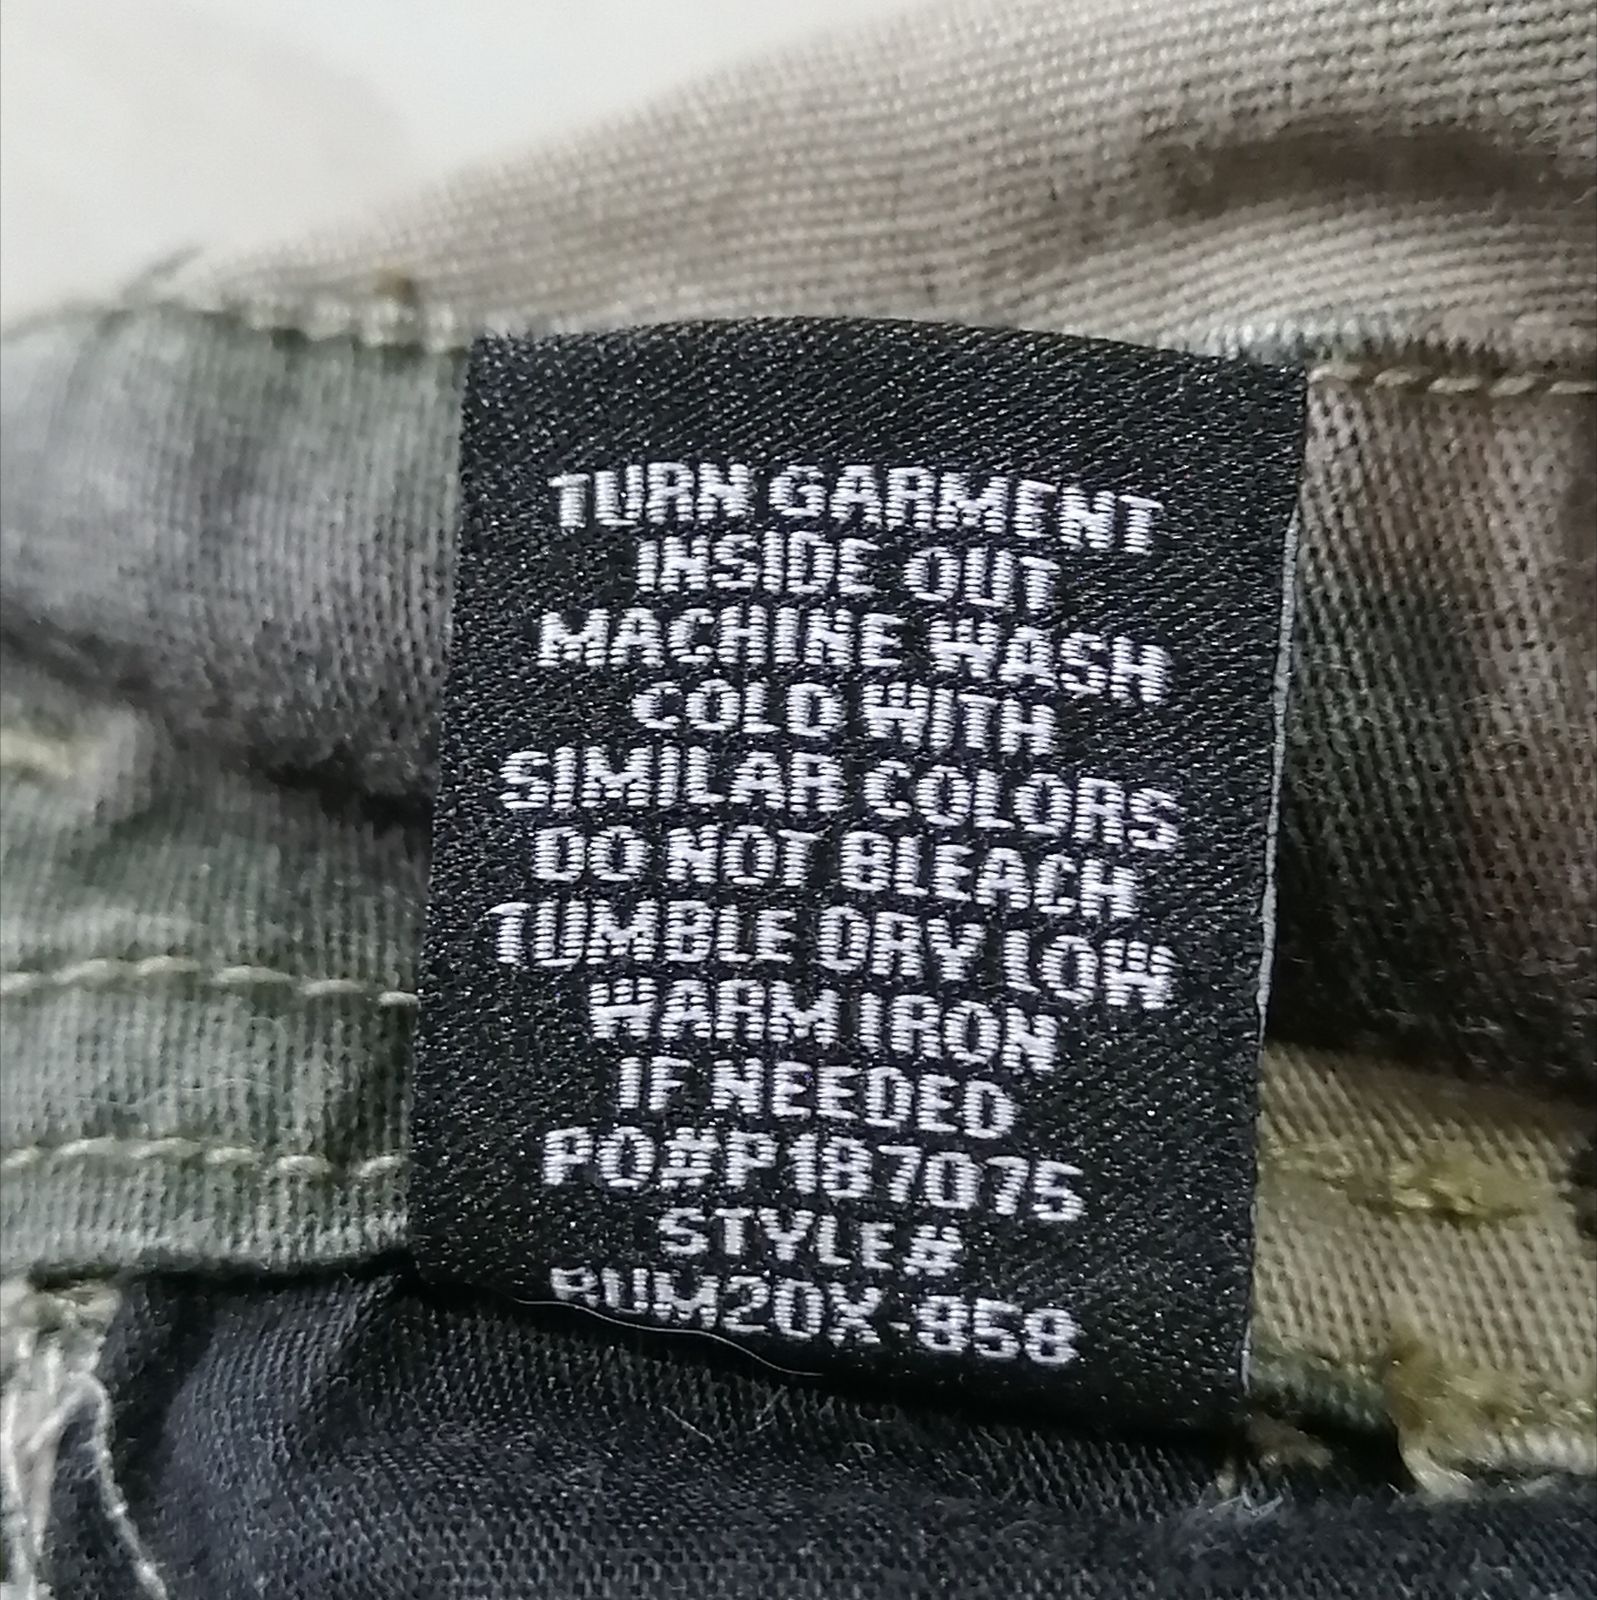 TURN GARMENT
INSIDE OUT
MACHINE WASH
COLD WITH
SIMILAR COLORS
DO NOT BLEACH
TUMBLE DRY LOW
WARM IRON
IF NEEDED
PO#P187075
STYLE#
RUM20X-858